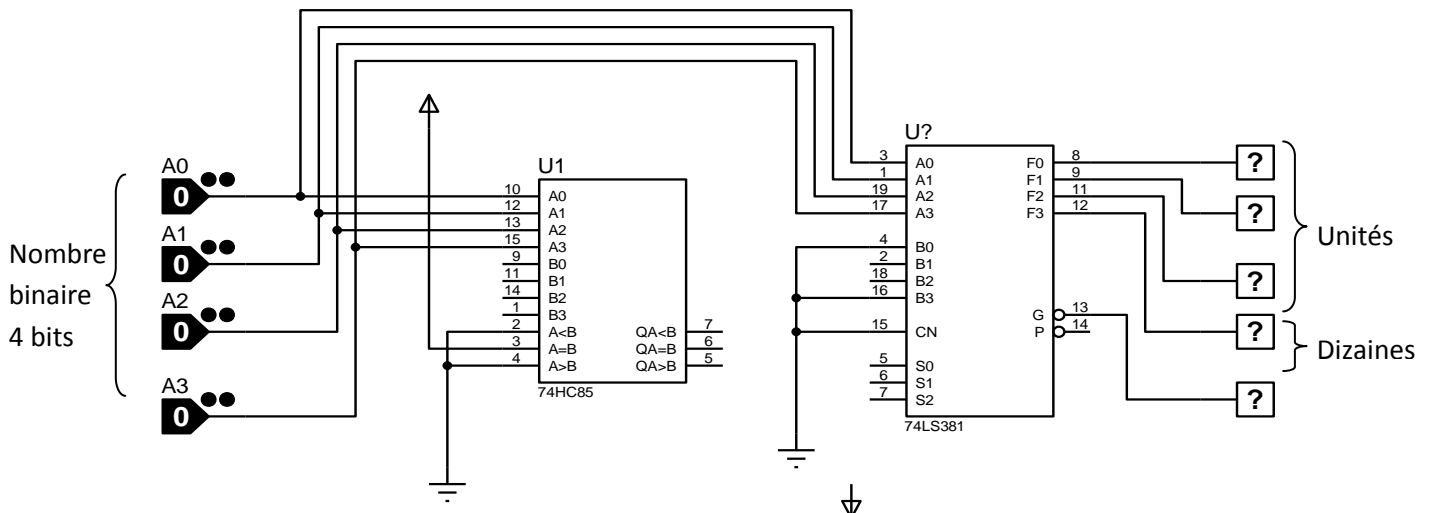 A0
0
A1
0
A2
0
A3
0
Nombre
binaire
4 bits
U1
10 A0
12 A1
13 A2
15 A3
9 B0
11 B1
14 B2
1 B3
2 A<B QA<B 7
3 A=B QA=B 6
4 A>B QA>B 5
74HC85
U?
3 A0 F0 8
1 A1 F1 9
19 A2 F2 11
17 A3 F3 12
4 B0
2 B1
18 B2
16 B3
G 13
15 CN P 14
5 S0
6 S1
7 S2
74LS381
?
?
?
?
?
Unités
Dizaines